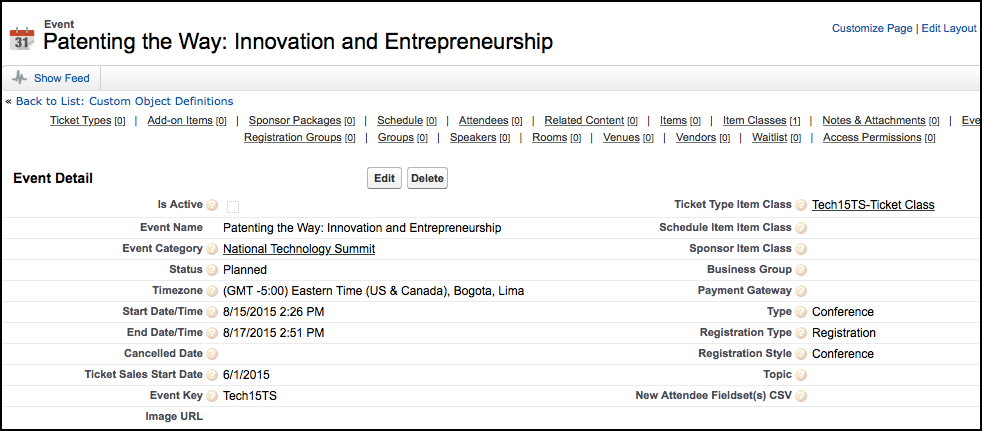 Event
31 Patenting the Way: Innovation and Entrepreneurship
Customize Page | Edit Layout
Show Feed
« Back to List: Custom Object Definitions
Ticket Types [0] | Add-on Items [0] | Sponsor Packages [0] | Schedule [0] | Attendees [0] | Related Content [0] | Items [0] | Item Classes [1] | Notes & Attachments [0] | Eve
Registration Groups [0] | Groups [0] | Speakers [0] | Rooms [0] | Venues [0] | Vendors [0] | Waitlist [0] | Access Permissions [0]
Event Detail Edit Delete
Is Active ? Ticket Type Item Class ? Tech15TS-Ticket Class
Event Name Patenting the Way: Innovation and Entrepreneurship Schedule Item Item Class ?
Event Category ? National Technology Summit Sponsor Item Class ?
Status ? Planned Business Group ?
Timezone ? (GMT -5:00) Eastern Time (US & Canada), Bogota, Lima Payment Gateway ?
Start Date/Time ? 8/15/2015 2:26 PM Type ? Conference
End Date/Time ? 8/17/2015 2:51 PM Registration Type ? Registration
Cancelled Date ? Registration Style ? Conference
Ticket Sales Start Date ? 6/1/2015 Topic ?
Event Key ? Tech15TS New Attendee Fieldset(s) CSV ?
Image URL